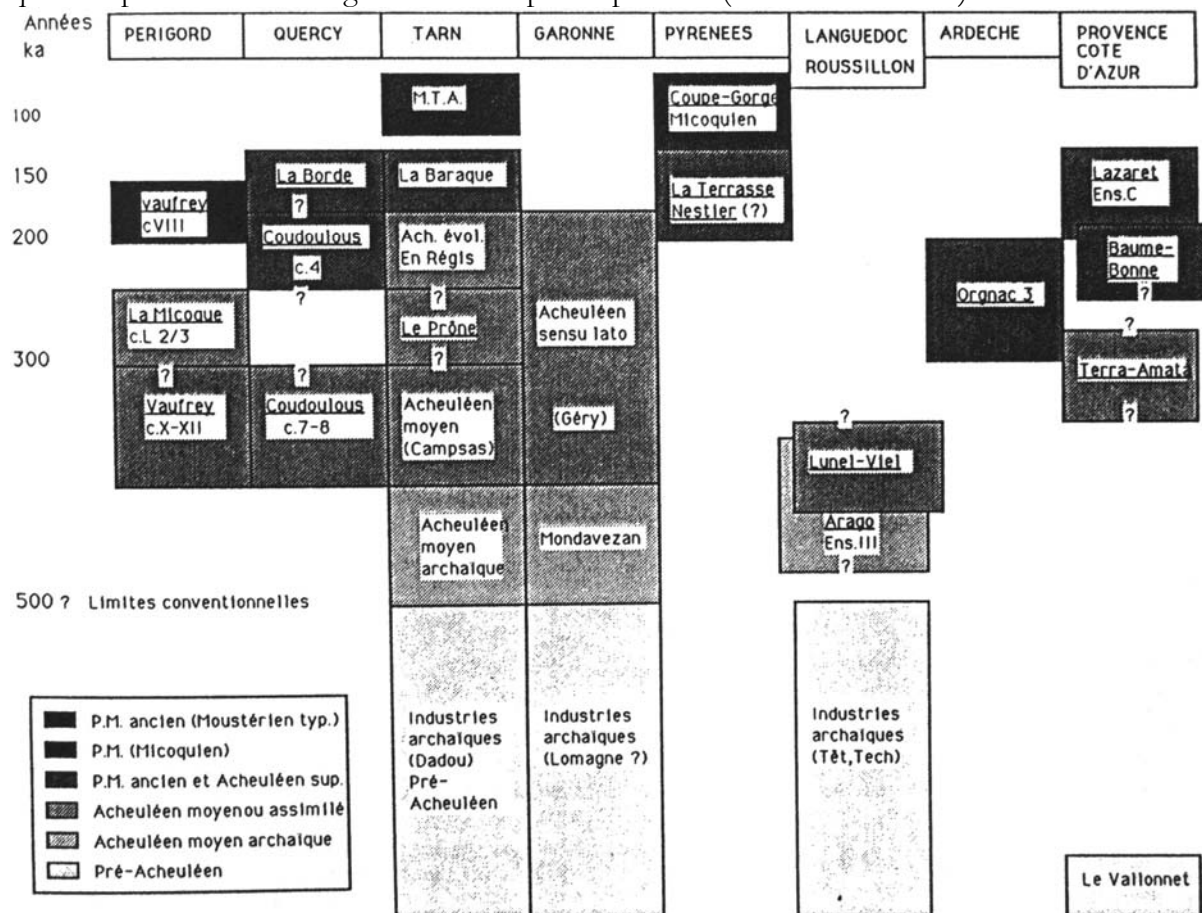 Années
ka
PERIGORD
QUERCY
TARN
GARONNE
PYRENEES
LANGUEDOC
ROUSSILLON
ARDECHE
PROVENCE
COTE
D'AZUR
100
150
200
300
500 ? Limites conventionnelles
vaufrey
cVIII
La Micoque
c.L 2/3
?
Vaufrey
c.X-XII
La Borde
?
Coudoulous
c.4
?
?
Coudoulous
c.7-8
M.T.A.
La Baraque
Ach. évol.
En Régis
?
Le Prône
?
Acheuléen
moyen
(Campsas)
Acheuléen
moyen
archaïque
Industries
archaïques
(Dadou)
Pré-
Acheuléen
Acheuléen
sensu lato
(Géry)
Mondavezan
Industries
archaïques
(Lomagne ?)
Coupe-Gorge
Micoquien
La Terrasse
Nestier (?)
?
Lunel-Viel
Arago
Ens.III
?
Industries
archaïques
(Têt,Tech)
Orgnac 3
Lazaret
Ens.C
Baume-
Bonne
?
?
Terra-Amata
?
Le Vallonnet
P.M. ancien (Moustérien typ.)
P.M. (Micoquien)
P.M. ancien et Acheuléen sup.
Acheuléen moyenou assimilé
Acheuléen moyen archaïque
Pré-Acheuléen